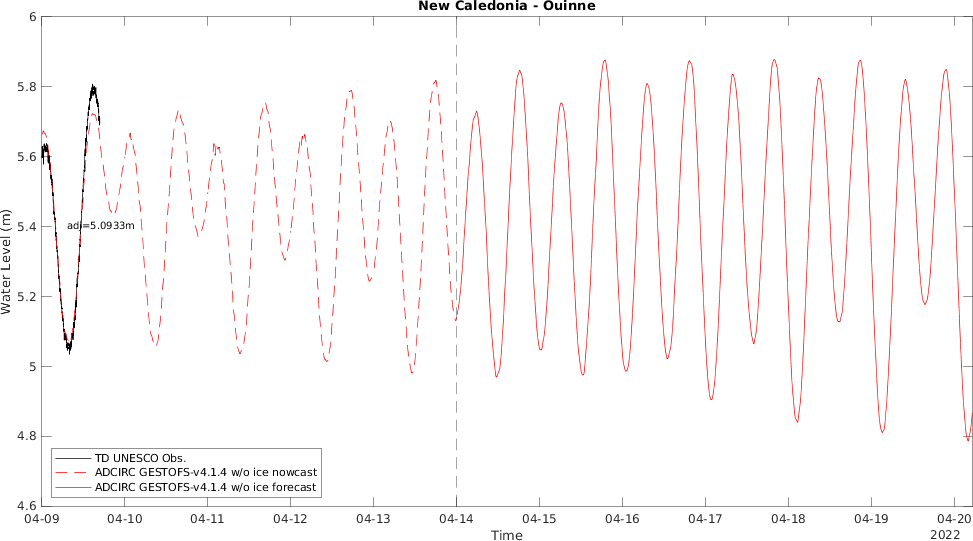 New Caledonia - Ouinne
6
5.8
5.6
5.4
5.2
5
4.8
4.6
Water Level (m)
adj=5.0933m
TD UNESCO Obs.
ADCIRC GESTOFS-v4.1.4 w/o ice nowcast
ADCIRC GESTOFS-v4.1.4 w/o ice forecast
04-09 04-10 04-11 04-12 04-13 04-14 04-15 04-16 04-17 04-18 04-19 04-20
Time
2022